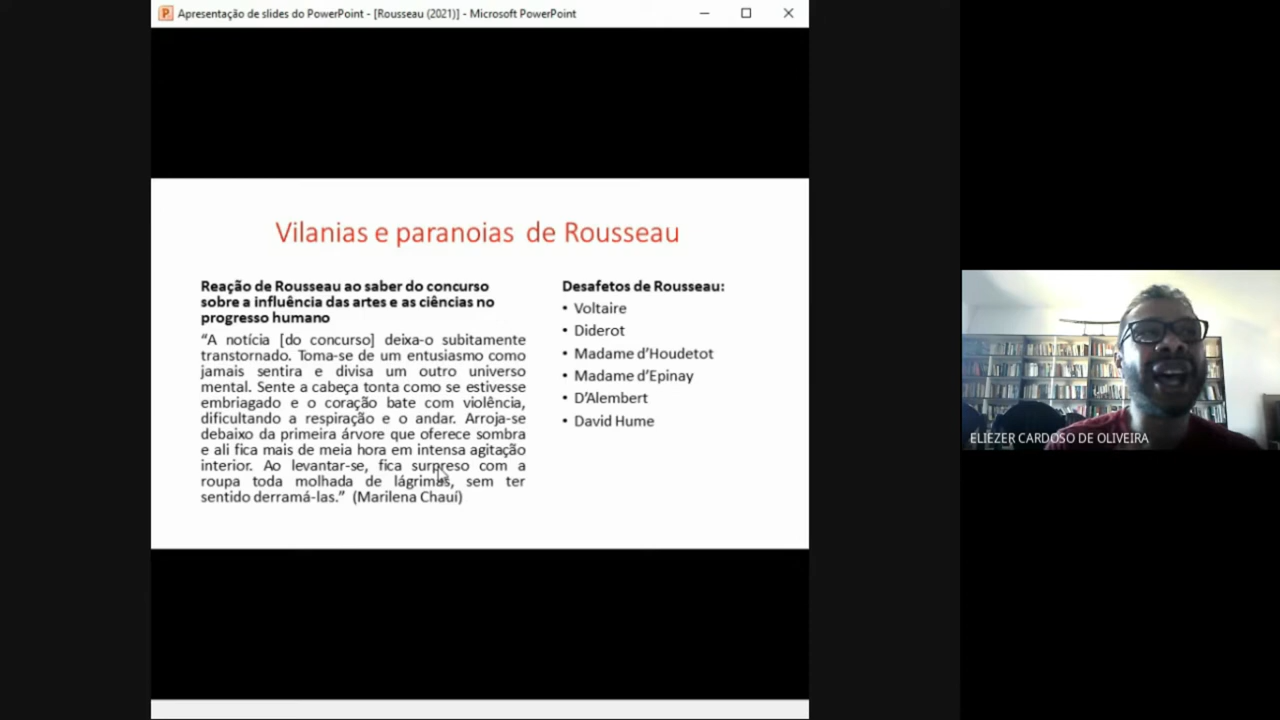 Apresentação de slides do PowerPoint - [Rousseau (2021)] - Microsoft PowerPoint
Vilanias e paranoias de Rousseau
Reação de Rousseau ao saber do concurso
sobre a influência das artes e as ciências no
progresso humano
“A notícia [do concurso] deixa-o subitamente
transtornado. Toma-se de um entusiasmo como
jamais sentira e divisa um outro universo
mental. Sente a cabeça tonta como se estivesse
embriagado e o coração bate com violência,
dificultando a respiração e o andar. Arroja-se
debaixo da primeira árvore que oferece sombra
e ali fica mais de meia hora em intensa agitação
interior. Ao levantar-se, fica surpreso com a
roupa toda molhada de lágrimas, sem ter
sentido derramá-las.” (Marilena Chauí)
Desafetos de Rousseau:
• Voltaire
• Diderot
• Madame d’Houdetot
• Madame d’Epinay
• D’Alembert
• David Hume
ELIEZER CARDOSO DE OLIVEIRA